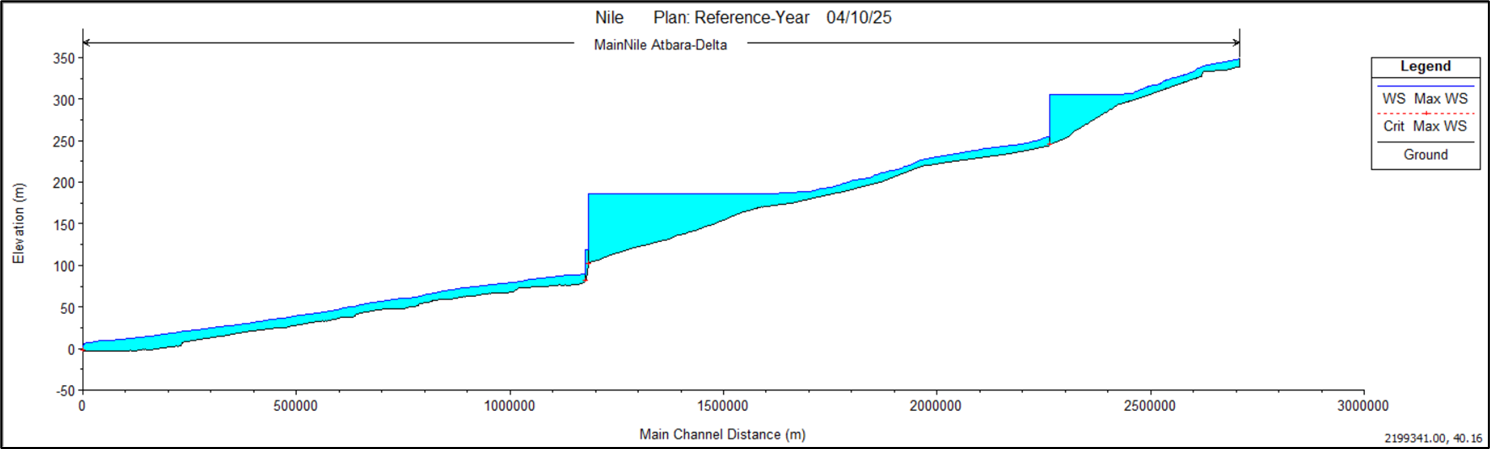 Nile Plan: Reference-Year 04/10/25
MainNile Atbara-Delta
Legend
WS Max WS
Crit Max WS
Ground
Elevation (m)
350
300
250
200
150
100
50
0
-50
0 500000 1000000 1500000 2000000 2500000 3000000
Main Channel Distance (m)
2199341.00, 40.16